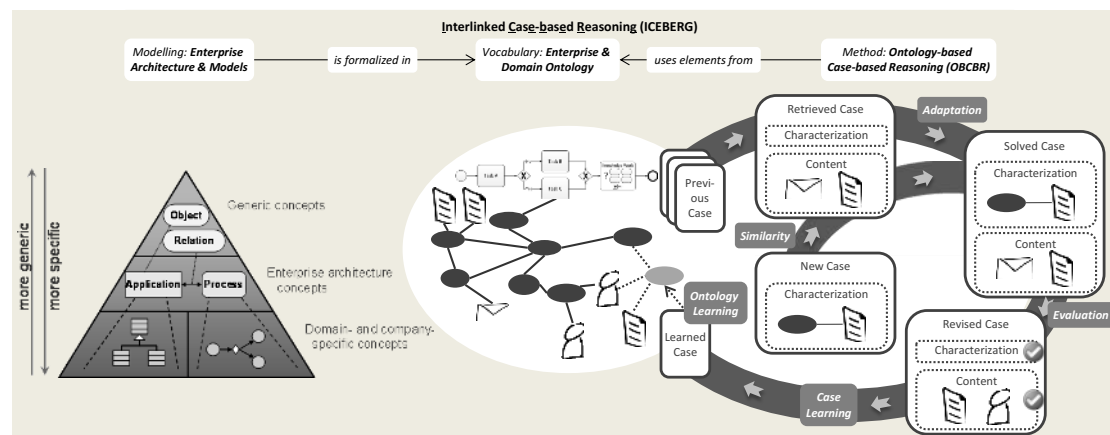 Interlinked Case-based Reasoning (ICEBERG)
Modelling: Enterprise
Architecture & Models
is formalized in
Vocabulary: Enterprise &
Domain Ontology
uses elements from
Method: Ontology-based
Case-based Reasoning (OBCBR)
more generic
more specific
Object
Relation
Generic concepts
Application
Process
Enterprise architecture
concepts
Domain- and company-
specific concepts
Task A
Task B
Task C
Previ-
ous
Case
Retrieved Case
Characterization
Content
Adaptation
Solved Case
Characterization
Content
Similarity
New Case
Characterization
Ontology
Learning
Learned
Case
Evaluation
Revised Case
Characterization
Content
Case
Learning